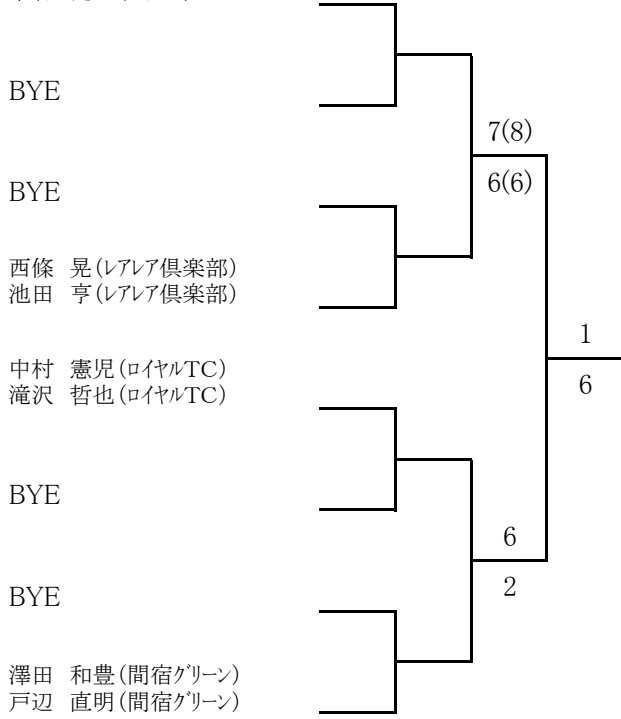 BYE
7(8)
BYE
6(6)
西條 晃(ﾚｱﾚｱ倶楽部)
池田 亨(ﾚｱﾚｱ倶楽部)
1
中村 憲児(ﾛｲﾔﾙTC)
6
滝沢 哲也(ﾛｲﾔﾙTC)
BYE
6
BYE
2
澤田 和豊(間宿ｸﾞﾘｰﾝ)
戸辺 直明(間宿ｸﾞﾘｰﾝ)